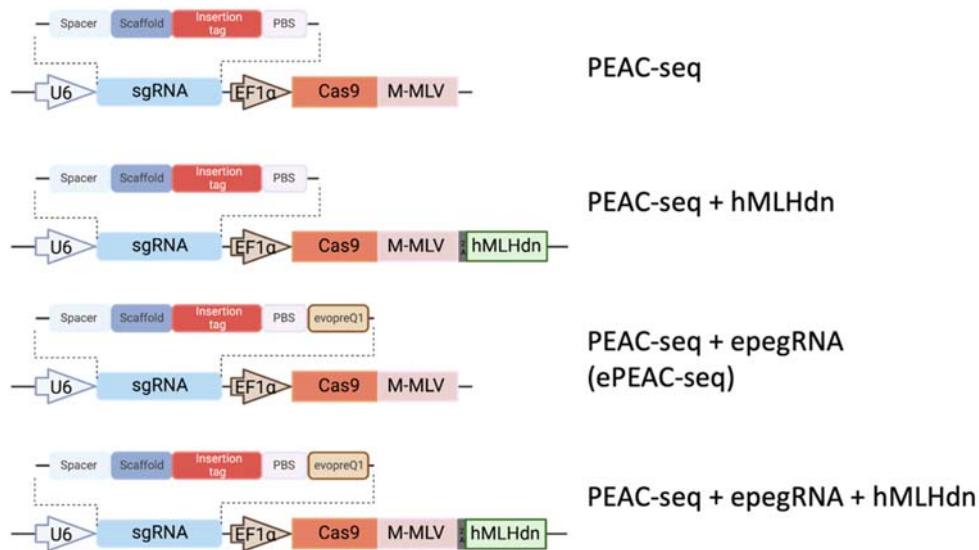 Spacer Scaffold Insertion tag PBS
U6 sgRNA EF1α Cas9 M-MLV
PEAC-seq
Spacer Scaffold Insertion tag PBS
U6 sgRNA EF1α Cas9 M-MLV hMLHdn
PEAC-seq + hMLHdn
Spacer Scaffold Insertion tag PBS evopreQ1
U6 sgRNA EF1α Cas9 M-MLV
PEAC-seq + epegRNA
(ePEAC-seq)
Spacer Scaffold Insertion tag PBS evopreQ1
U6 sgRNA EF1α Cas9 M-MLV hMLHdn
PEAC-seq + epegRNA + hMLHdn